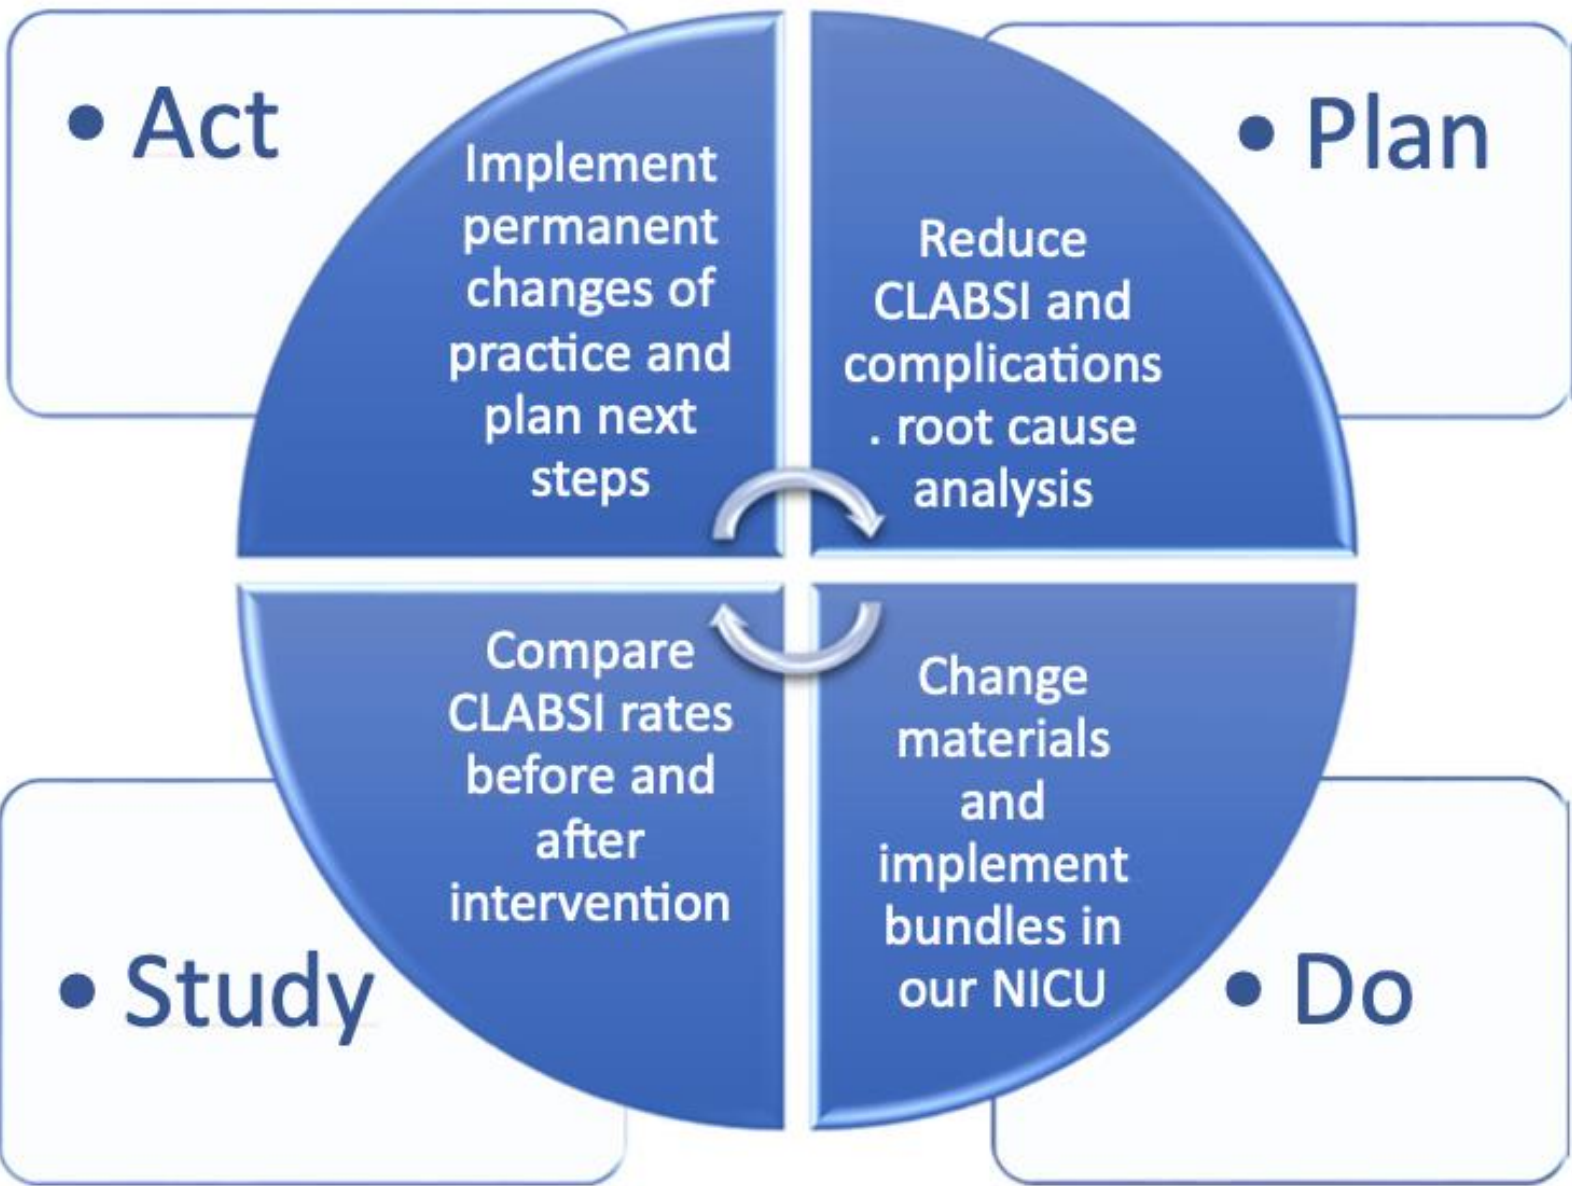 • Act
Implement
permanent
changes of
practice and
plan next
steps
• Plan
Reduce
CLABSI and
complications
. root cause
analysis
• Study
Compare
CLABSI rates
before and
after
intervention
• Do
Change
materials
and
implement
bundles in
our NICU